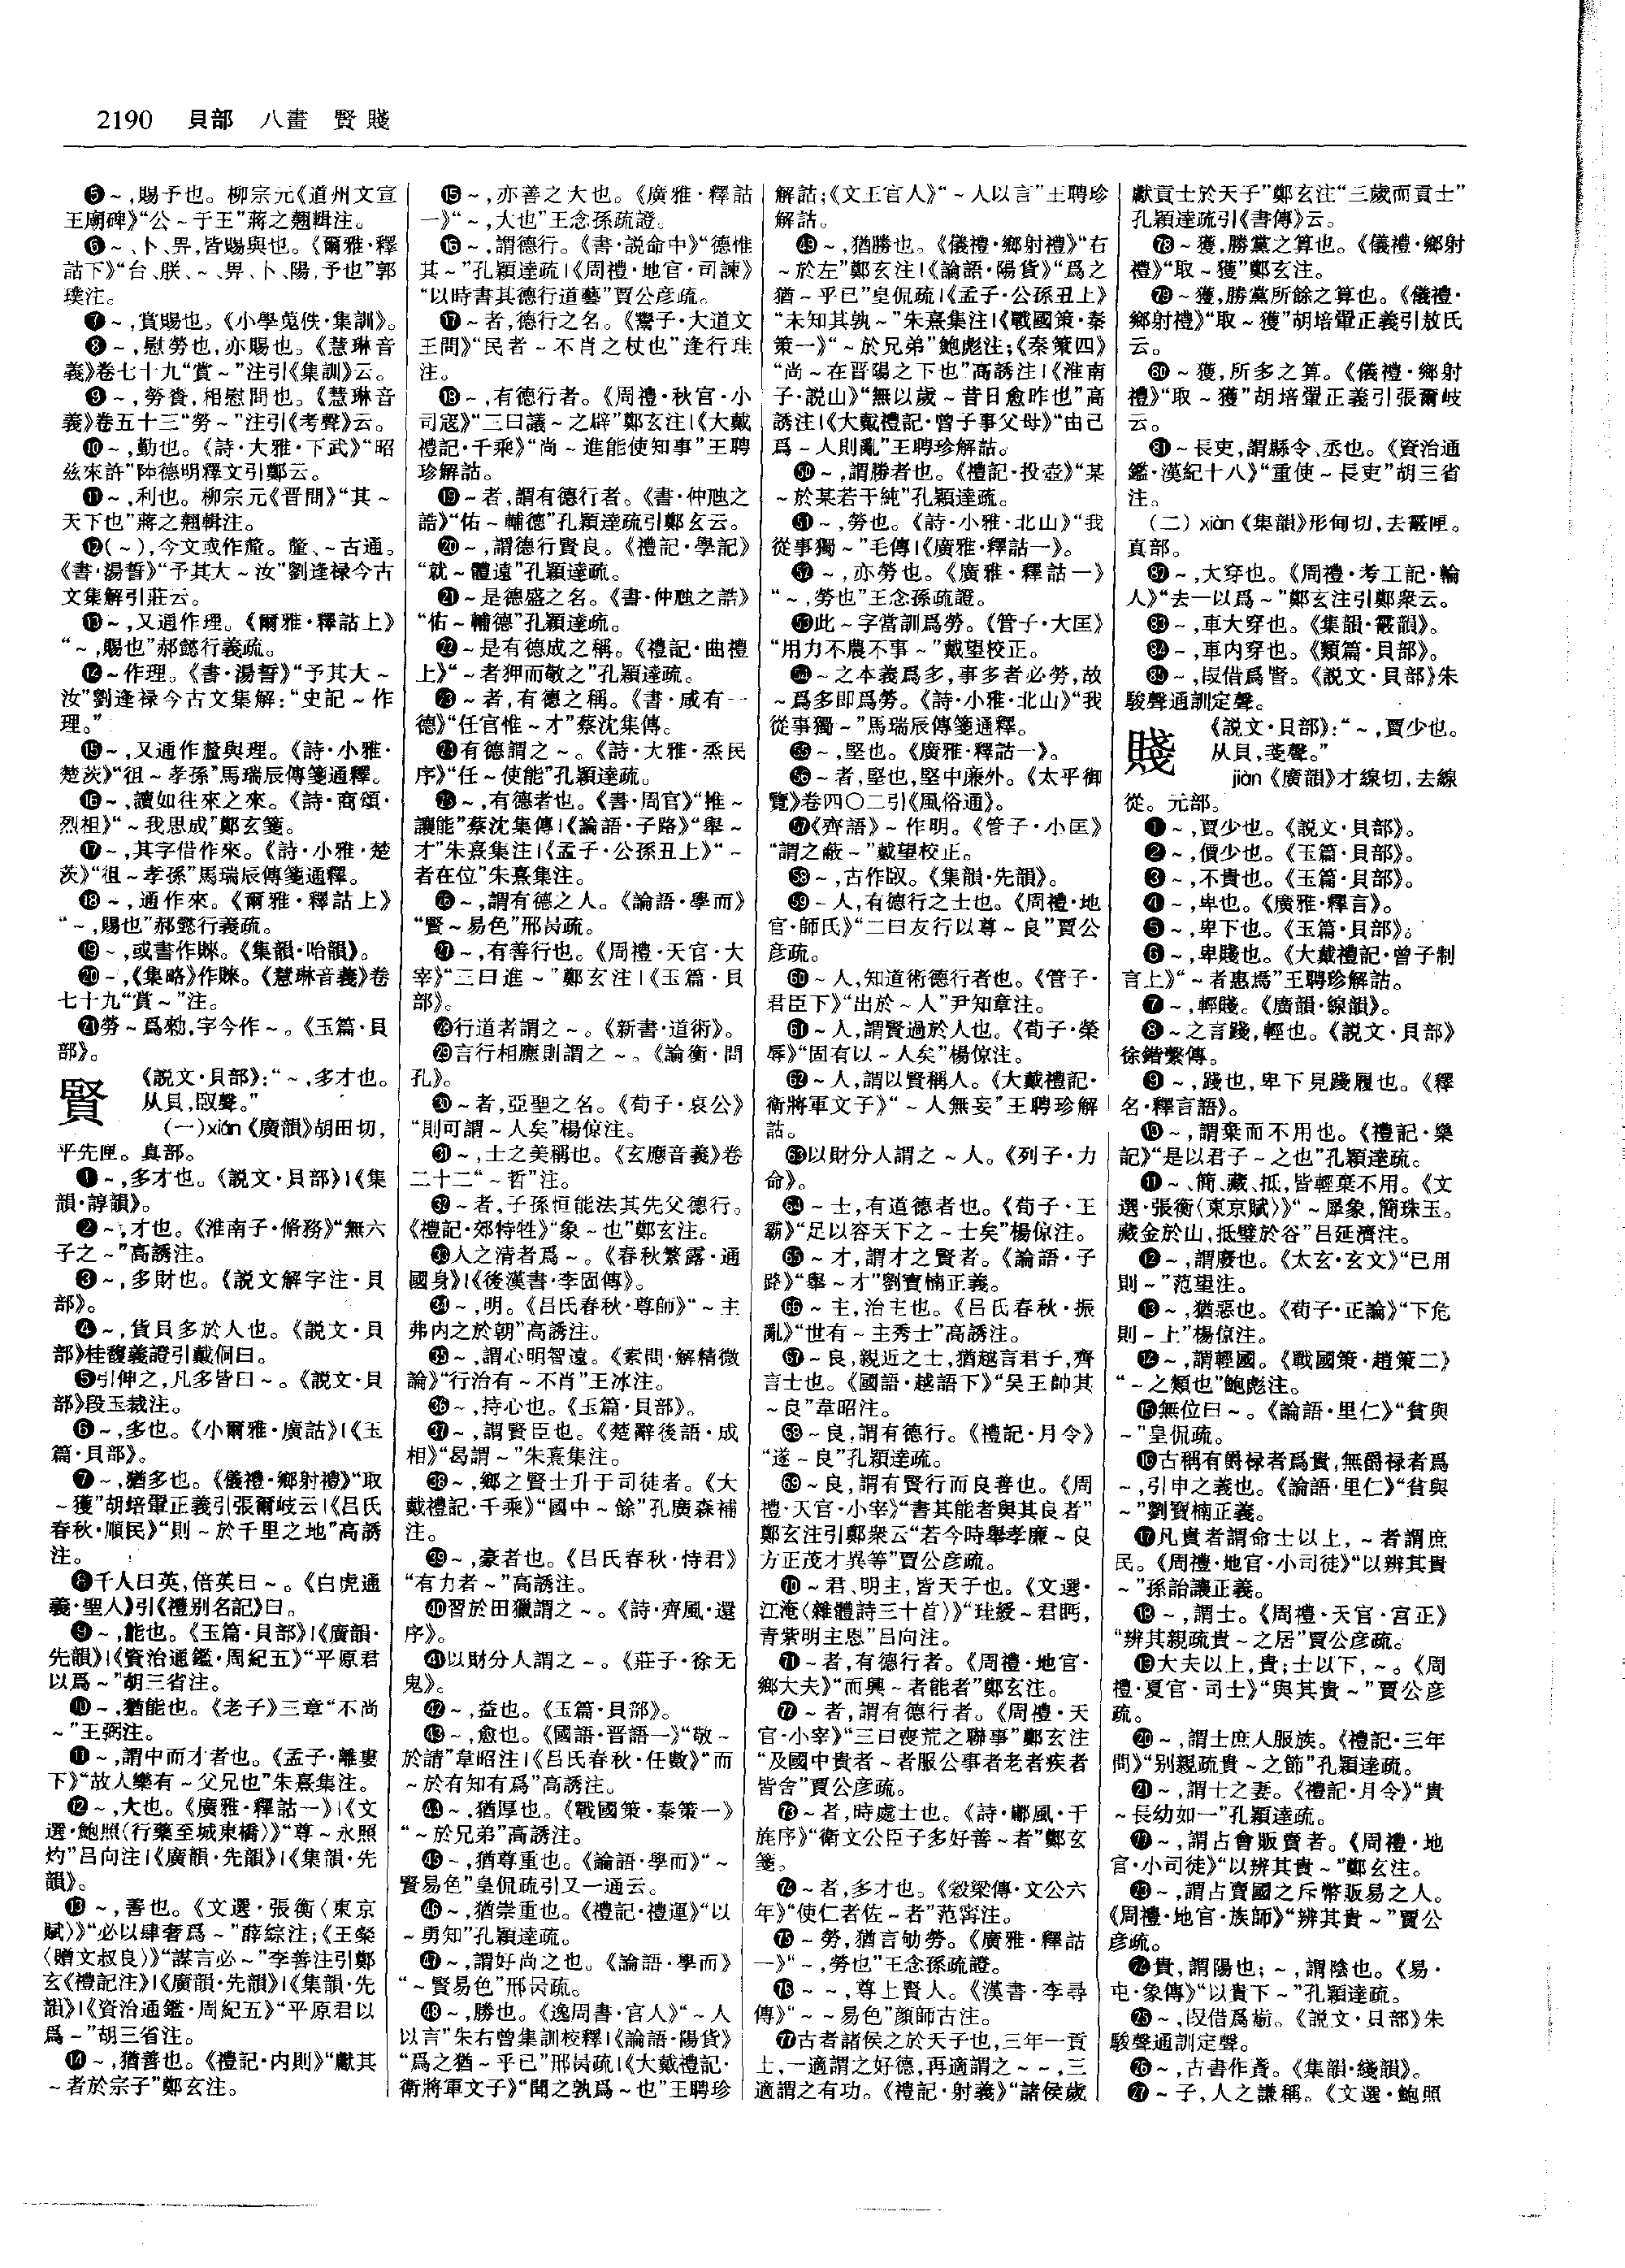 2190　貝部　八畫　賢賤
❺～,賜予也。柳宗元《道州文宣
王廟碑》“公～于王”蔣之翹輯注。
❻～、卜、畀,皆賜與也。《爾雅·釋
詁下》“台、朕、～、畀、卜、陽,予也”郭
璞注。
❼～,賞賜也。《小學蒐佚·集訓》。
❽～,慰勞也,亦賜也。《慧琳音
義》卷七十九“賞～”注引《集訓》云。
❾～,勞賚,相慰問也。《慧琳音
義》卷五十三“勞～”注引《考聲》云。
❿～,勤也。《詩·大雅·下武》“昭
兹來許”陸德明釋文引鄭云。
⓫～,利也。柳宗元《晋問》“其～
天下也”蔣之翹輯注。
⓬(～),今文或作釐。釐、～古通。
《書·湯誓》“予其大～汝”劉逢禄今古
文集解引莊云。
⓭～,又通作理。《爾雅·釋詁上》
“～,賜也”郝懿行義疏。
⓮～作理。《書·湯誓》“予其大～
汝”劉逢禄今古文集解:“史記～作
理。”
⓯～,又通作釐與理。《詩·小雅·
楚茨》“徂～孝孫”馬瑞辰傳箋通釋。
⓰～,讀如往來之來。《詩·商頌·
烈祖》“～我思成”鄭玄箋。
⓱～,其字借作來。《詩·小雅·楚
茨》“徂～孝孫”馬瑞辰傳箋通釋。
⓲～,通作來。《爾雅·釋詁上》
“～,賜也”郝懿行義疏。
⓳～,或書作睞。《集韻·咍韻》。
⓴～,《集略》作睞。《慧琳音義》卷
七十九“賞～”注。
㉑勞～爲勑,字今作～。《玉篇·貝
部》。
賢　《説文·貝部》:“～,多才也。
从貝,臤聲。”
(一)xián《廣韻》胡田切,
平先匣。真部。
❶～,多才也。《説文·貝部》|《集
韻·諄韻》。
❷～,才也。《淮南子·脩務》“無六
子之～”高誘注。
❸～,多財也。《説文解字注·貝
部》。
❹～,貨貝多於人也。《説文·貝
部》桂馥義證引戴侗曰。
❺引伸之,凡多皆曰～。《説文·貝
部》段玉裁注。
❻～,多也。《小爾雅·廣詁》|《玉
篇·貝部》。
❼～,猶多也。《儀禮·鄉射禮》“取
～獲”胡培翬正義引張爾岐云|《吕氏
春秋·順民》“則～於千里之地”高誘
注。
❽千人曰英,倍英曰～。《白虎通
義·聖人》引《禮别名記》曰。
❾～,能也。《玉篇·貝部》|《廣韻·
先韻》|《資治通鑑·周紀五》“平原君
以爲～”胡三省注。
❿～,猶能也。《老子》三章“不尚
～”王弼注。
⓫～,謂中而才者也。《孟子·離婁
下》“故人樂有～父兄也”朱熹集注。
⓬～,大也。《廣雅·釋詁一》|《文
選·鮑照〈行藥至城東橋〉》“尊～永照
灼”吕向注|《廣韻·先韻》|《集韻·先
韻》。
⓭～,善也。《文選·張衡〈東京
賦〉》“必以肆奢爲～”薛綜注;《王粲
〈贈文叔良〉》“謀言必～”李善注引鄭
玄《禮記注》|《廣韻·先韻》|《集韻·先
韻》|《資治通鑑·周紀五》“平原君以
爲～”胡三省注。
⓮～,猶善也。《禮記·内則》“獻其
～者於宗子”鄭玄注。
⓯～,亦善之大也。《廣雅·釋詁
一》“～,大也”王念孫疏證。
⓰～,謂德行。《書·説命中》“德惟
其～”孔穎達疏|《周禮·地官·司諫》
“以時書其德行道藝”賈公彦疏。
⓱～者,德行之名。《鬻子·大道文
王問》“民者～不肖之杖也”逢行珪
注。
⓲～,有德行者。《周禮·秋官·小
司寇》“三曰議～之辟”鄭玄注|《大戴
禮記·千乘》“尚～進能使知事”王聘
珍解詁。
⓳～者,謂有德行者。《書·仲虺之
誥》“佑～輔德”孔穎達疏引鄭玄云。
⓴～,謂德行賢良。《禮記·學記》
“就～體遠”孔穎達疏。
㉑～是德盛之名。《書·仲虺之誥》
“佑～輔德”孔穎達疏。
㉒～是有德成之稱。《禮記·曲禮
上》“～者狎而敬之”孔穎達疏。
㉓～者,有德之稱。《書·咸有一
德》“任官惟～才”蔡沈集傳。
㉔有德謂之～。《詩·大雅·烝民
序》“任～使能”孔穎達疏。
㉕～,有德者也。《書·周官》“推～
讓能”蔡沈集傳|《論語·子路》“舉～
才”朱熹集注|《孟子·公孫丑上》“～
者在位”朱熹集注。
㉖～,謂有德之人。《論語·學而》
“賢～易色”邢昺疏。
㉗～,有善行也。《周禮·天官·大
宰》“三曰進～”鄭玄注|《玉篇·貝
部》。
㉘行道者謂之～。《新書·道術》。
㉙言行相應則謂之～。《論衡·問
孔》。
㉚～者,亞聖之名。《荀子·哀公》
“則可謂～人矣”楊倞注。
㉛～,士之美稱也。《玄應音義》卷
二十二“～哲”注。
㉜～者,子孫恒能法其先父德行。
《禮記·郊特牲》“象～也”鄭玄注。
㉝人之清者爲～。《春秋繁露·通
國身》|《後漢書·李固傳》。
㉞～,明。《吕氏春秋·尊師》“～主
弗内之於朝”高誘注。
㉟～,謂心明智遠。《素問·解精微
論》“行治有～不肖”王冰注。
㊱～,持心也。《玉篇·貝部》。
㊲～,謂賢臣也。《楚辭後語·成
相》“曷謂～”朱熹集注。
㊳～,鄉之賢士升于司徒者。《大
戴禮記·千乘》“國中～餘”孔廣森補
注。
㊴～,豪者也。《吕氏春秋·恃君》
“有力者～”高誘注。
㊵習於田獵謂之～。《詩·齊風·還
序》。
㊶以財分人謂之～。《莊子·徐无
鬼》。
㊷～,益也。《玉篇·貝部》。
㊸～,愈也。《國語·晋語一》“敬～
於請”韋昭注|《吕氏春秋·任數》“而
～於有知有爲”高誘注。
㊹～,猶厚也。《戰國策·秦策一》
“～於兄弟”高誘注。
㊺～,猶尊重也。《論語·學而》“～
賢易色”皇侃疏引又一通云。
㊻～,猶崇重也。《禮記·禮運》“以
～勇知”孔穎達疏。
㊼～,謂好尚之也。《論語·學而》
“～賢易色”邢昺疏。
㊽～,勝也。《逸周書·官人》“～人
以言”朱右曾集訓校釋|《論語·陽貨》
“爲之猶～乎已”邢昺疏|《大戴禮記·
衛將軍文子》“聞之孰爲～也”王聘珍
解詁;《文王官人》“～人以言”王聘珍
解詁。
㊾～,猶勝也。《儀禮·鄉射禮》“右
～於左”鄭玄注|《論語·陽貨》“爲之
猶～乎已”皇侃疏|《孟子·公孫丑上》
“未知其孰～”朱熹集注|《戰國策·秦
策一》“～於兄弟”鮑彪注;《秦策四》
“尚～在晋陽之下也”高誘注|《淮南
子·説山》“無以歲～昔日愈昨也”高
誘注|《大戴禮記·曾子事父母》“由己
爲～人則亂”王聘珍解詁。
㊿～,謂勝者也。《禮記·投壺》“某
～於某若干純”孔穎達疏。
51～,勞也。《詩·小雅·北山》“我
從事獨～”毛傳|《廣雅·釋詁一》。
52～,亦勞也。《廣雅·釋詁一》
“～,勞也”王念孫疏證。
53此～字當訓爲勞。《管子·大匡》
“用力不農不事～”戴望校正。
54～之本義爲多,事多者必勞,故
～爲多即爲勞。《詩·小雅·北山》“我
從事獨～”馬瑞辰傳箋通釋。
55～,堅也。《廣雅·釋詁一》。
56～者,堅也,堅中廉外。《太平御
覽》卷四〇二引《風俗通》。
57《齊語》～作明。《管子·小匡》
“謂之蔽～”戴望校正。
58～,古作臤。《集韻·先韻》。
59～人,有德行之士也。《周禮·地
官·師氏》“二曰友行以尊～良”賈公
彦疏。
60～人,知道術德行者也。《管子·
君臣下》“出於～人”尹知章注。
61～人,謂賢過於人也。《荀子·榮
辱》“固有以～人矣”楊倞注。
62～人,謂以賢稱人。《大戴禮記·
衛將軍文子》“～人無妄”王聘珍解
詁。
63以財分人謂之～人。《列子·力
命》。
64～士,有道德者也。《荀子·王
霸》“足以容天下之～士矣”楊倞注。
65～才,謂才之賢者。《論語·子
路》“舉～才”劉寶楠正義。
66～主,治主也。《吕氏春秋·振
亂》“世有～主秀士”高誘注。
67～良,親近之士,猶越言君子,齊
言士也。《國語·越語下》“吴王帥其
～良”韋昭注。
68～良,謂有德行。《禮記·月令》
“遂～良”孔穎達疏。
69～良,謂有賢行而良善也。《周
禮·天官·小宰》“書其能者與其良者”
鄭玄注引鄭衆云“若今時舉孝廉～良
方正茂才異等”賈公彦疏。
70～君、明主,皆天子也。《文選·
江淹〈雜體詩三十首〉》“珪綬～君眄,
青紫明主恩”吕向注。
71～者,有德行者。《周禮·地官·
鄉大夫》“而興～者能者”鄭玄注。
72～者,謂有德行者。《周禮·天
官·小宰》“三曰喪荒之聯事”鄭玄注
“及國中貴者～者服公事者老者疾者
皆舍”賈公彦疏。
73～者,時處士也。《詩·鄘風·干
旄序》“衛文公臣子多好善～者”鄭玄
箋。
74～者,多才也。《穀梁傳·文公六
年》“使仁者佐～者”范甯注。
75～勞,猶言劬勞。《廣雅·釋詁
一》“～,勞也”王念孫疏證。
76～～,尊上賢人。《漢書·李尋
傳》“～～易色”顔師古注。
77古者諸侯之於天子也,三年一貢
士,一適謂之好德,再適謂之～～,三
適謂之有功。《禮記·射義》“諸侯歲
獻貢士於天子”鄭玄注“三歲而貢士”
孔穎達疏引《書傳》云。
78～獲,勝黨之算也。《儀禮·鄉射
禮》“取～獲”鄭玄注。
79～獲,勝黨所餘之算也。《儀禮·
鄉射禮》“取～獲”胡培翬正義引敖氏
云。
80～獲,所多之算。《儀禮·鄉射
禮》“取～獲”胡培翬正義引張爾岐
云。
81～長吏,謂縣令、丞也。《資治通
鑑·漢紀十八》“重使～長吏”胡三省
注。
(二)xiàn《集韻》形甸切,去霰匣。
真部。
82～,大穿也。《周禮·考工記·輪
人》“去一以爲～”鄭玄注引鄭衆云。
83～,車大穿也。《集韻·霰韻》。
84～,車内穿也。《類篇·貝部》。
85～,叚借爲睯。《説文·貝部》朱
駿聲通訓定聲。
賤　《説文·貝部》:“～,賈少也。
从貝,戔聲。”
jiàn《廣韻》才線切,去線
從。元部。
❶～,賈少也。《説文·貝部》。
❷～,價少也。《玉篇·貝部》。
❸～,不貴也。《玉篇·貝部》。
❹～,卑也。《廣雅·釋言》。
❺～,卑下也。《玉篇·貝部》。
❻～,卑賤也。《大戴禮記·曾子制
言上》“～者惠焉”王聘珍解詁。
❼～,輕賤。《廣韻·線韻》。
❽～之言踐,輕也。《説文·貝部》
徐鍇繫傳。
❾～,踐也,卑下見踐履也。《釋
名·釋言語》。
❿～,謂棄而不用也。《禮記·樂
記》“是以君子～之也”孔穎達疏。
⓫～、簡、藏、抵,皆輕棄不用。《文
選·張衡〈東京賦〉》“～犀象,簡珠玉。
藏金於山,抵璧於谷”吕延濟注。
⓬～,謂廢也。《太玄·玄文》“已用
則～”范望注。
⓭～,猶惡也。《荀子·正論》“下危
則～上”楊倞注。
⓮～,謂輕國。《戰國策·趙策二》
“～之類也”鮑彪注。
⓯無位曰～。《論語·里仁》“貧與
～”皇侃疏。
⓰古稱有爵禄者爲貴,無爵禄者爲
～,引申之義也。《論語·里仁》“貧與
～”劉寶楠正義。
⓱凡貴者謂命士以上,～者謂庶
民。《周禮·地官·小司徒》“以辨其貴
～”孫詒讓正義。
⓲～,謂士。《周禮·天官·宫正》
“辨其親疏貴～之居”賈公彦疏。
⓳大夫以上,貴;士以下,～。《周
禮·夏官·司士》“與其貴～”賈公彦
疏。
⓴～,謂士庶人服族。《禮記·三年
問》“别親疏貴～之節”孔穎達疏。
㉑～,謂士之妻。《禮記·月令》“貴
～長幼如一”孔穎達疏。
㉒～,謂占會販賣者。《周禮·地
官·小司徒》“以辨其貴～”鄭玄注。
㉓～,謂占賣國之斥幣販易之人。
《周禮·地官·族師》“辨其貴～”賈公
彦疏。
㉔貴,謂陽也;～,謂陰也。《易·
屯·象傳》“以貴下～”孔穎達疏。
㉕～,叚借爲㡧。《説文·貝部》朱
駿聲通訓定聲。
㉖～,古書作賫。《集韻·綫韻》。
㉗～子,人之謙稱。《文選·鮑照